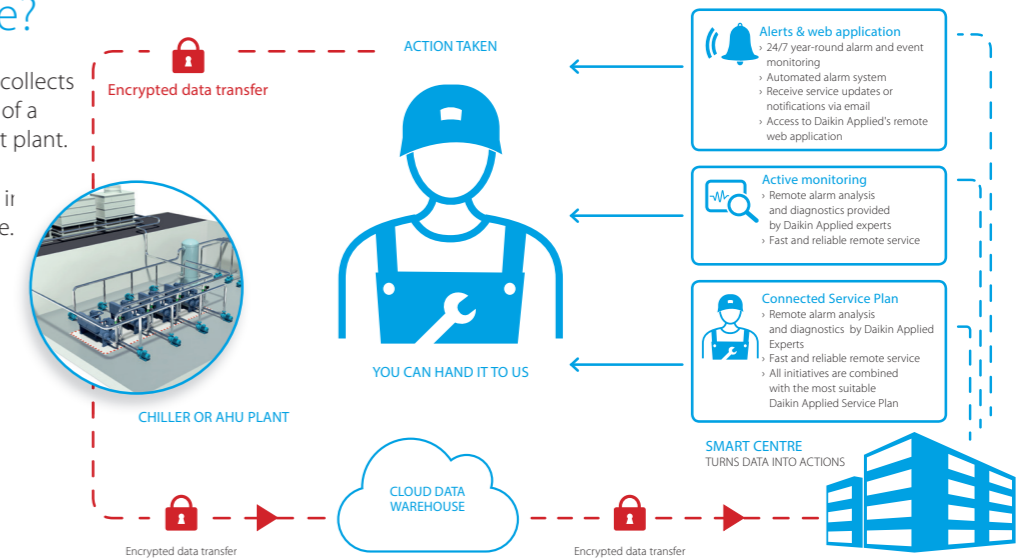 e?
collects
of a
t plant.
e.
Encrypted data transfer
ACTION TAKEN
YOU CAN HAND IT TO US
CHILLER OR AHU PLANT
Alerts & web application
› 24/7 year-round alarm and event
monitoring
› Automated alarm system
› Receive service updates or
notifications via email
› Access to Daikin Applied's remote
web application
Active monitoring
› Remote alarm analysis
and diagnostics provided
by Daikin Applied experts
› Fast and reliable remote service
Connected Service Plan
› Remote alarm analysis
and diagnostics by Daikin Applied
Experts
› Fast and reliable remote service
› All initiatives are combined
with the most suitable
Daikin Applied Service Plan
SMART CENTRE
TURNS DATA INTO ACTIONS
CLOUD DATA
WAREHOUSE
Encrypted data transfer
Encrypted data transfer